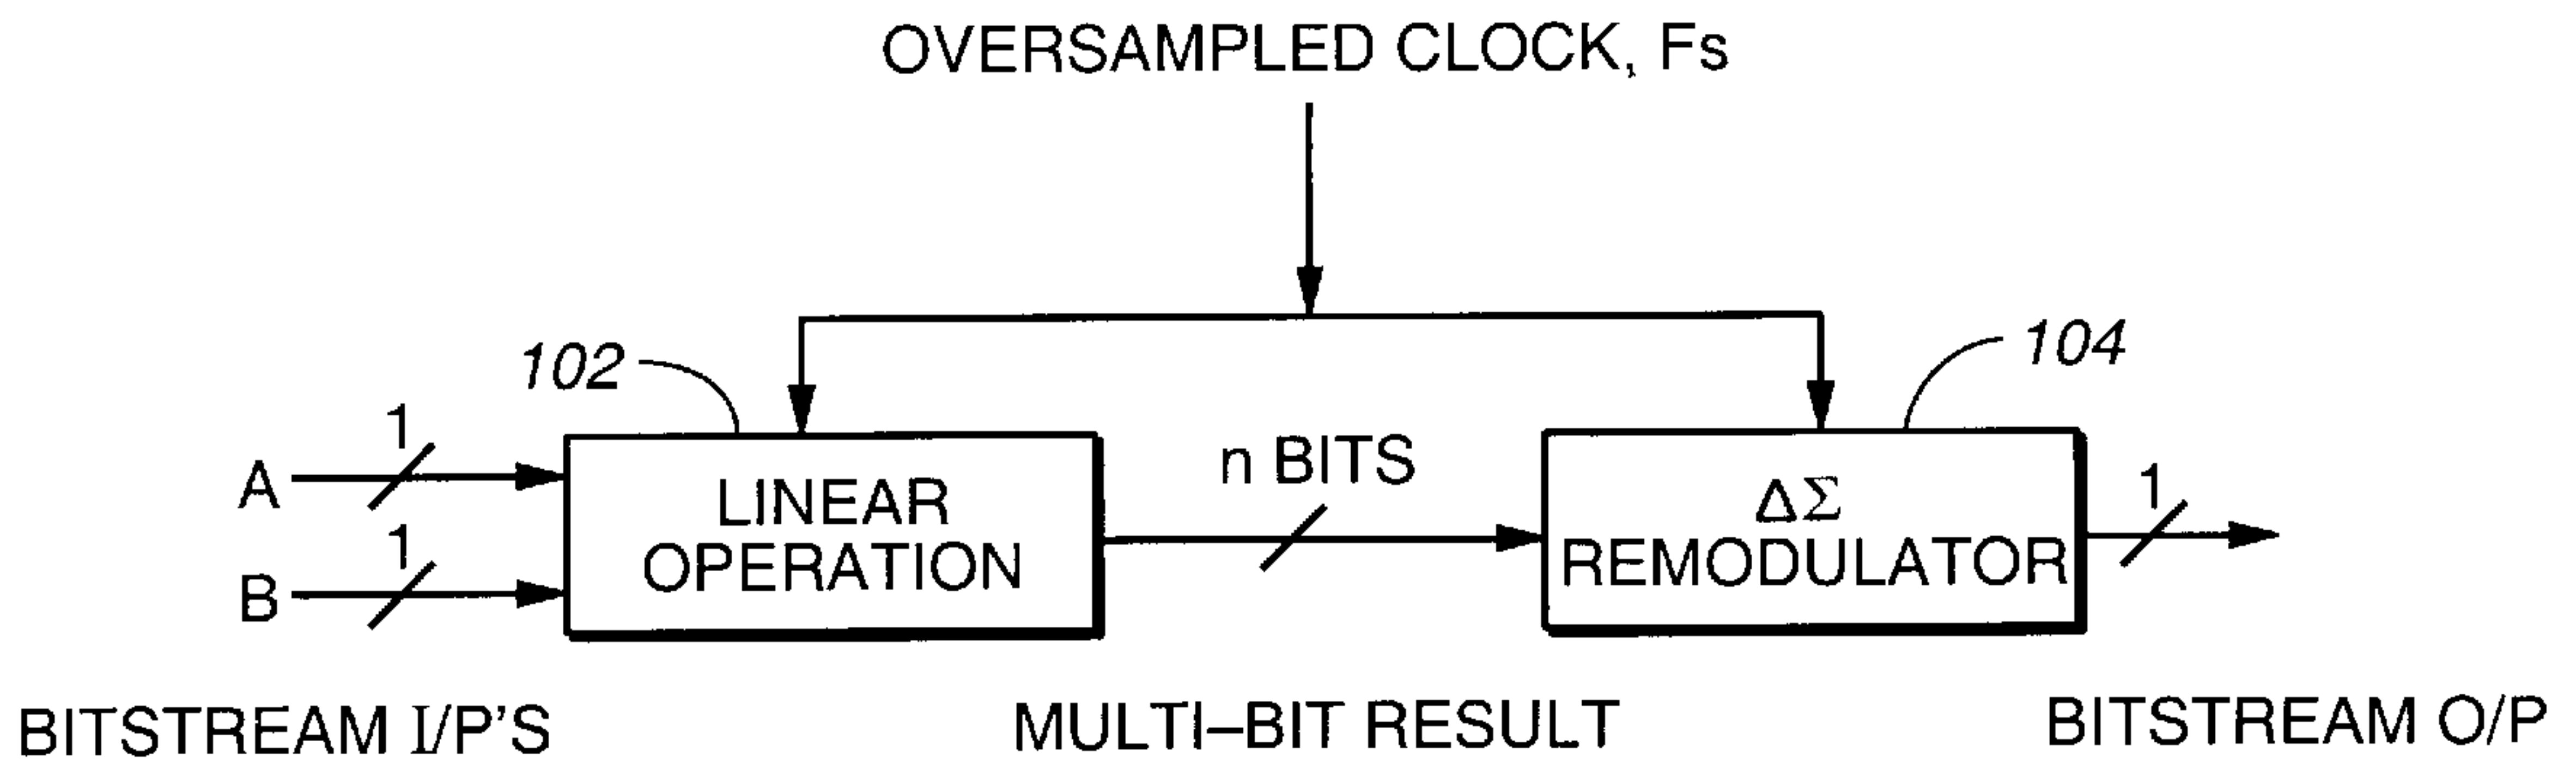 OVERSAMPLED CLOCK, Fs
102
104
A
1
B
1
LINEAR
OPERATION
n BITS
ΔΣ
REMODULATOR
1
BITSTREAM I/P'S
MULTI-BIT RESULT
BITSTREAM O/P